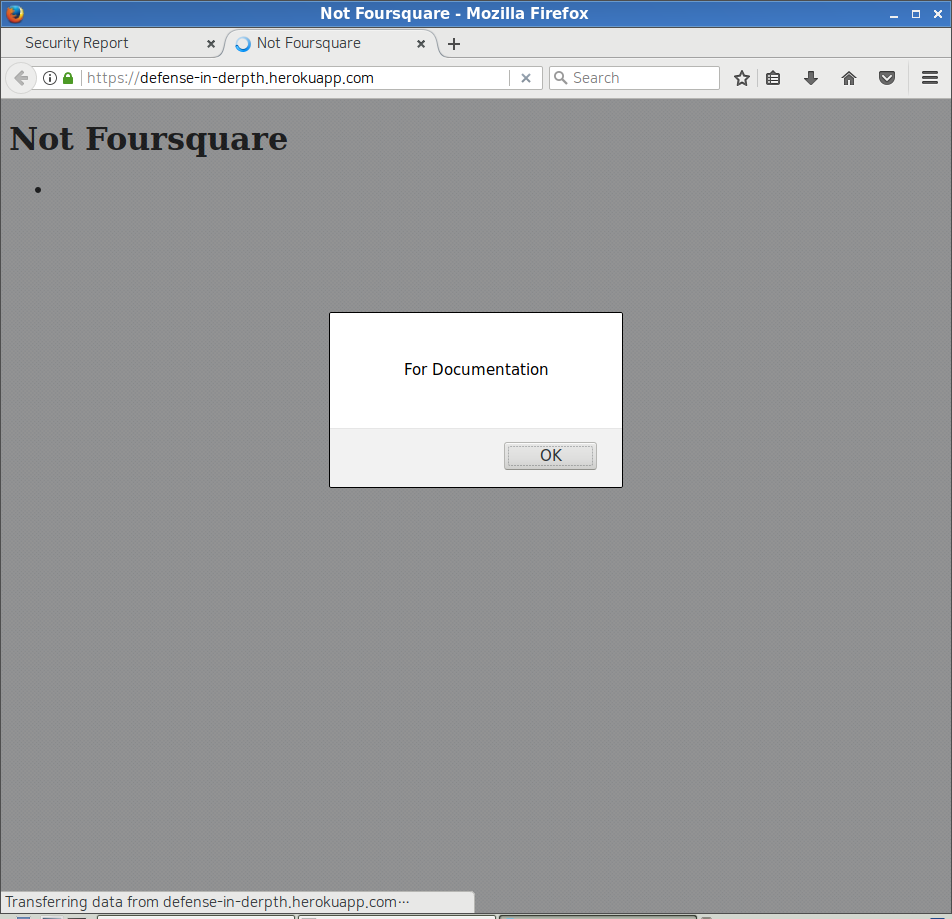 Not Foursquare - Mozilla Firefox
Security Report
Not Foursquare
https://defense-in-derpth.herokuapp.com
Search
Not Foursquare
For Documentation
OK
Transferring data from defense-in-derpth.herokuapp.com…